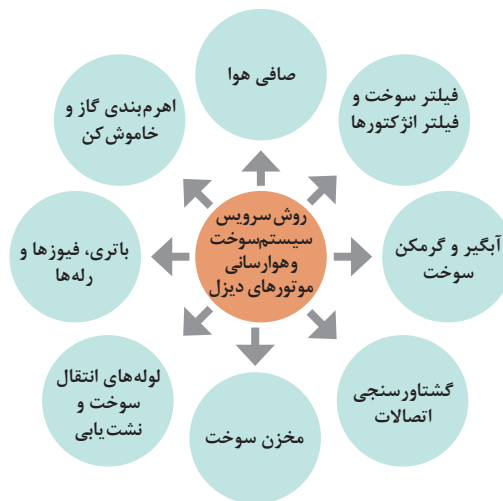 روش سرویس
سیستم سوخت
و هوارسانی
موتورهای دیزل
صافی هوا
فیلتر سوخت و
فیلتر انژکتورها
آبگیر و گرمکن
سوخت
گشتاورسنجی
اتصالات
مخزن سوخت
لوله‌های انتقال
سوخت و
نشت‌یابی
باتری، فیوزها و
رله‌ها
اهرم‌بندی گاز و
خاموش‌کن